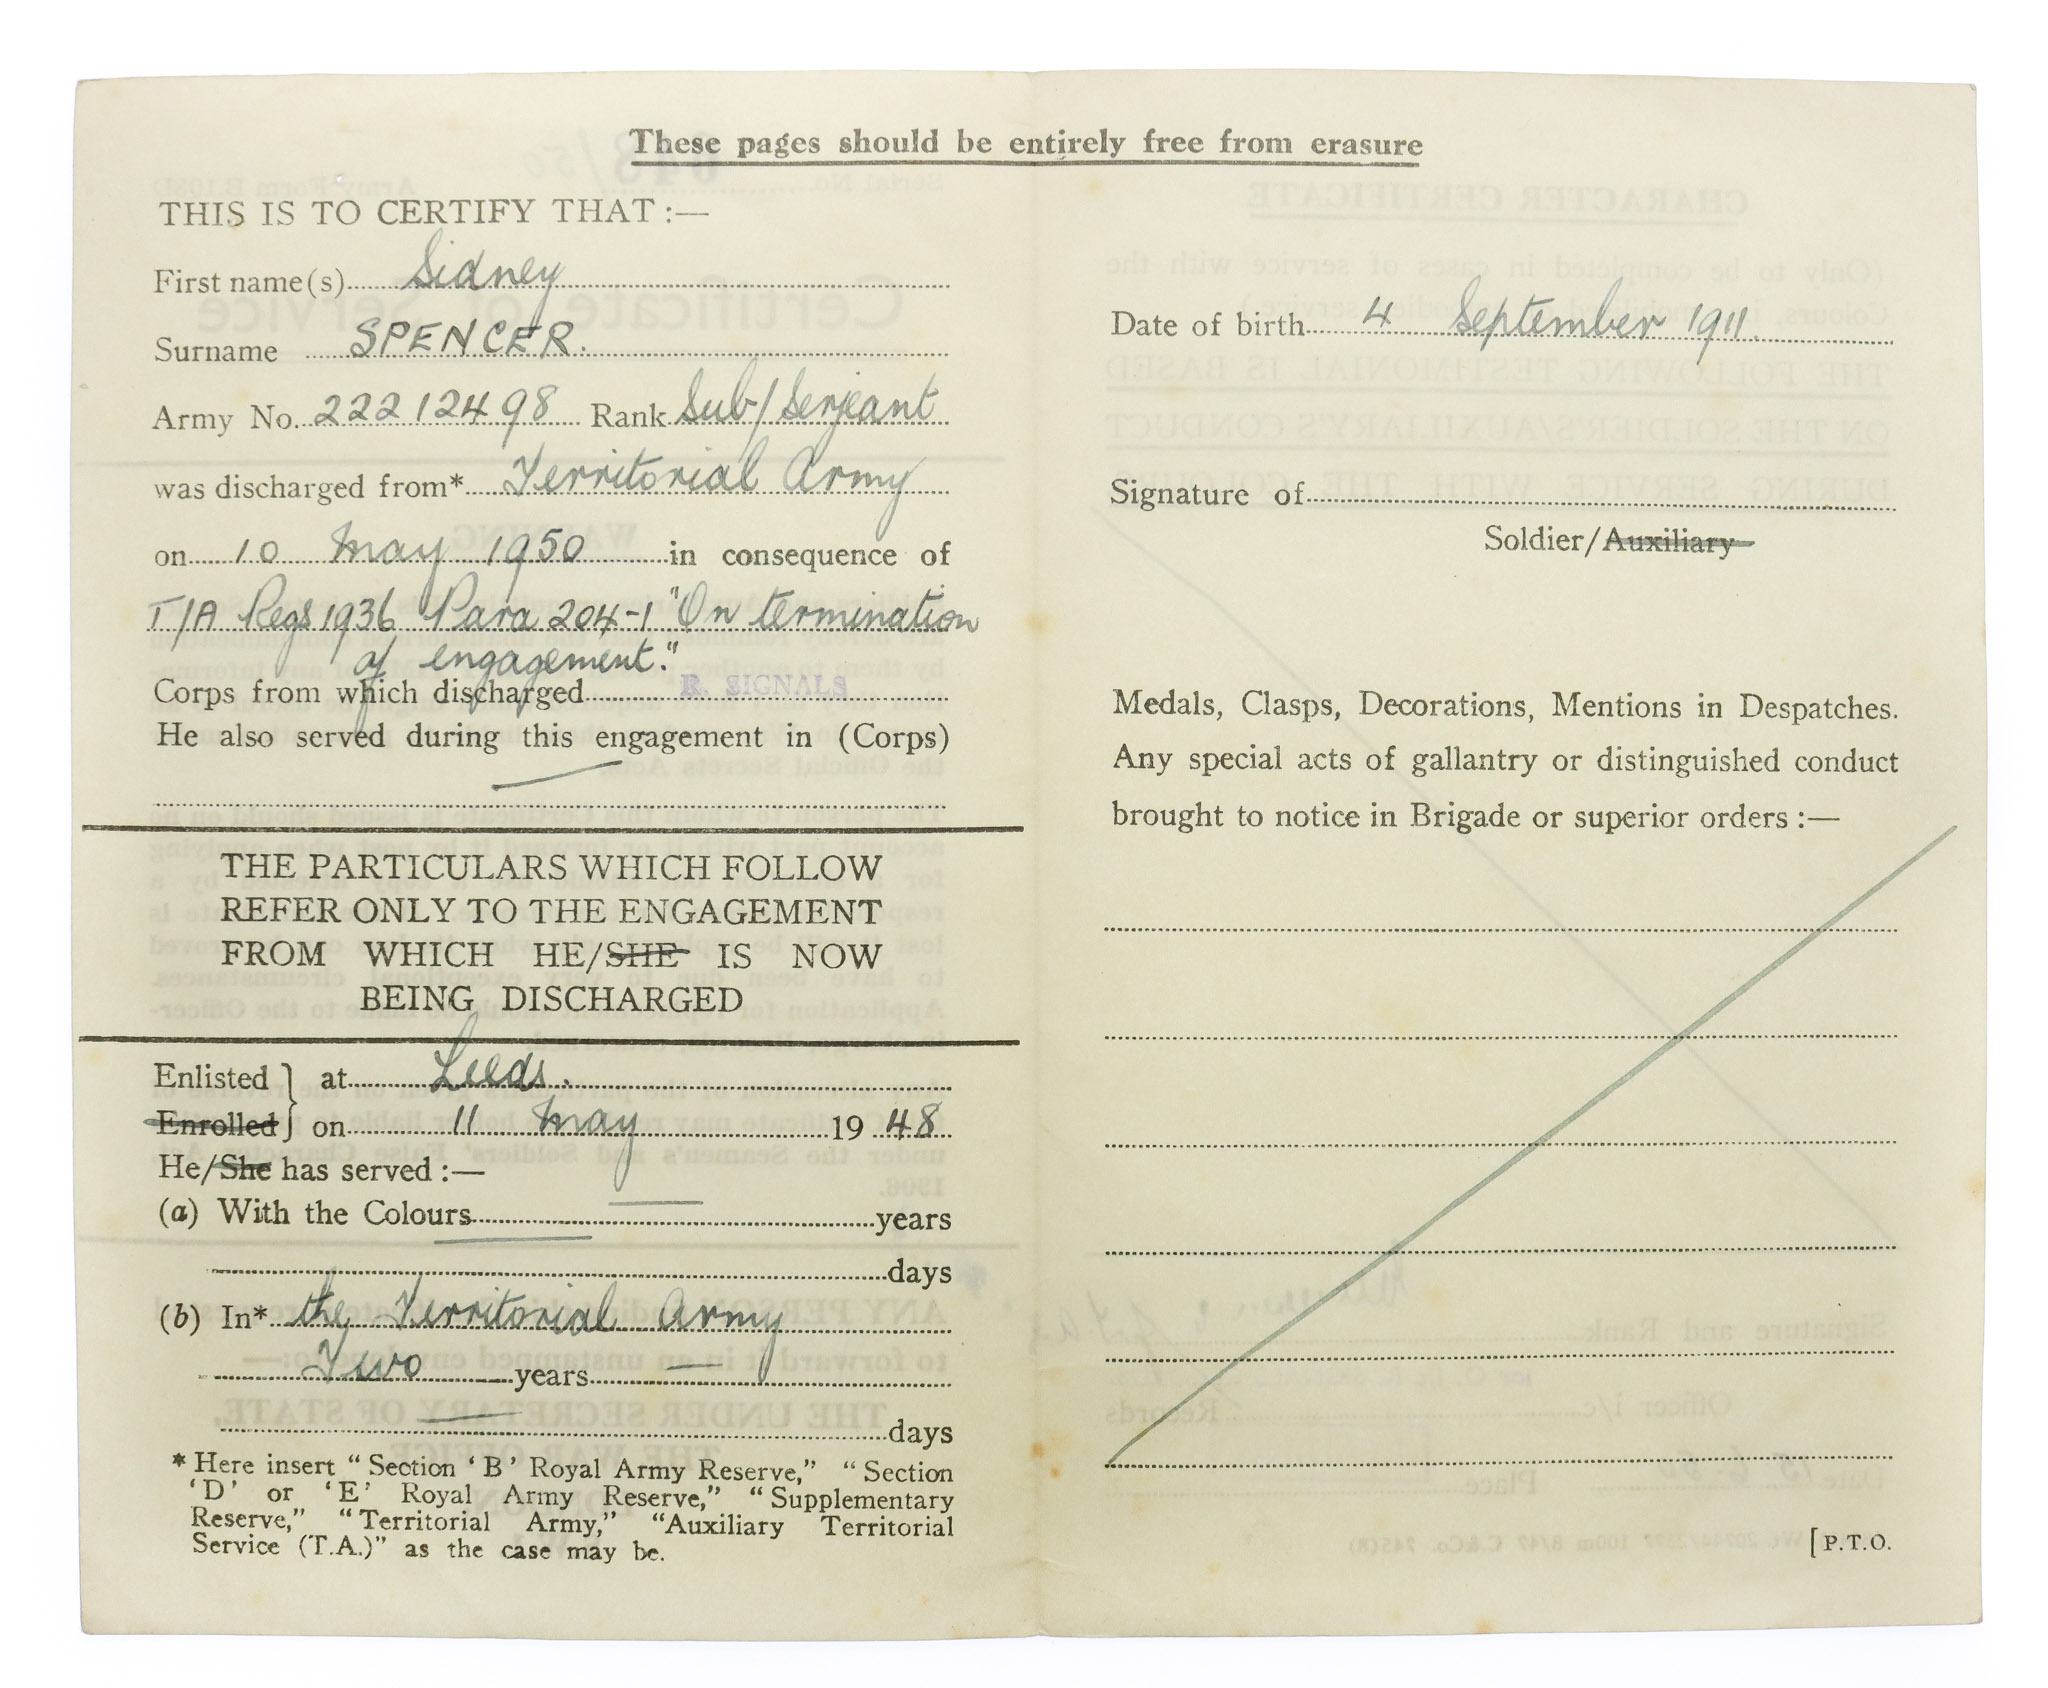 These pages should be entirely free from erasure
THIS IS TO CERTIFY THAT :—
First name(s) Sidney
Surname SPENCER.
Army No. 22212498 Rank Sub/Serjeant
was discharged from* Territorial Army
on 10 May 1950 in consequence of
T/A Regs 1936 Para 204-1 "On termination
of engagement."
Corps from which discharged R. SIGNALS
He also served during this engagement in (Corps)
—
THE PARTICULARS WHICH FOLLOW
REFER ONLY TO THE ENGAGEMENT
FROM WHICH HE/SHE IS NOW
BEING DISCHARGED
Enlisted } at Leeds.
Enrolled } on 11 May 1948
He/She has served :—
(a) With the Colours — years
— days
(b) In* the Territorial Army
Two years —
— days
* Here insert “ Section ‘ B ’ Royal Army Reserve,” “ Section
‘ D ’ or ‘ E ’ Royal Army Reserve,” “ Supplementary
Reserve,” “ Territorial Army,” “Auxiliary Territorial
Service (T.A.)” as the case may be.
Date of birth 4 September 1911.
Signature of
Soldier/Auxiliary
Medals, Clasps, Decorations, Mentions in Despatches.
Any special acts of gallantry or distinguished conduct
brought to notice in Brigade or superior orders :—
[P.T.O.